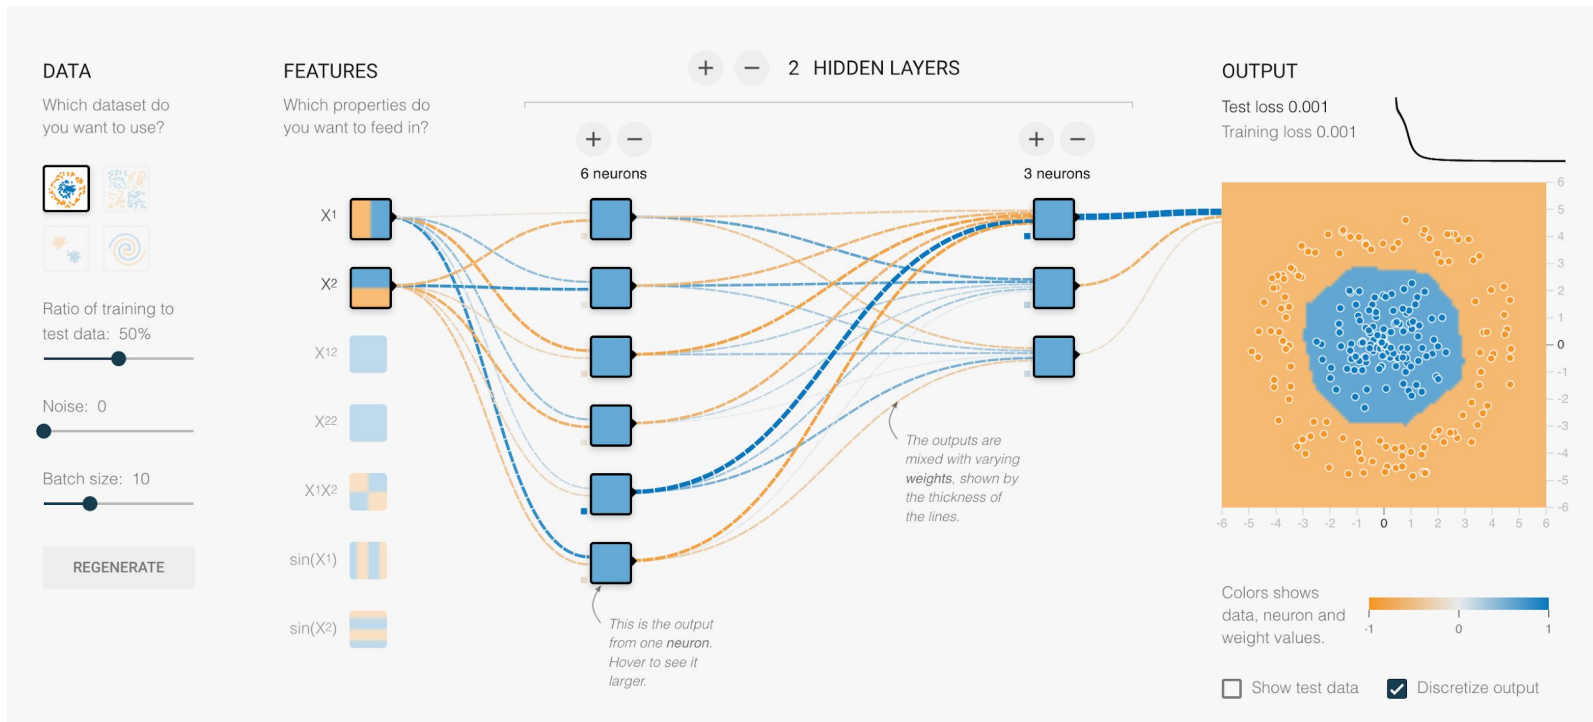 DATA
Which dataset do
you want to use?
Ratio of training to
test data: 50%
Noise: 0
Batch size: 10
REGENERATE
FEATURES
Which properties do
you want to feed in?
X1
X2
X12
X22
X1X2
sin(X1)
sin(X2)
+ − 2 HIDDEN LAYERS
+ −
6 neurons
+ −
3 neurons
This is the output
from one neuron.
Hover to see it
larger.
The outputs are
mixed with varying
weights, shown by
the thickness of
the lines.
OUTPUT
Test loss 0.001
Training loss 0.001
6
5
4
3
2
1
0
-1
-2
-3
-4
-5
-6
-6 -5 -4 -3 -2 -1 0 1 2 3 4 5 6
Colors shows
data, neuron and
weight values.
-1 0 1
Show test data
Discretize output